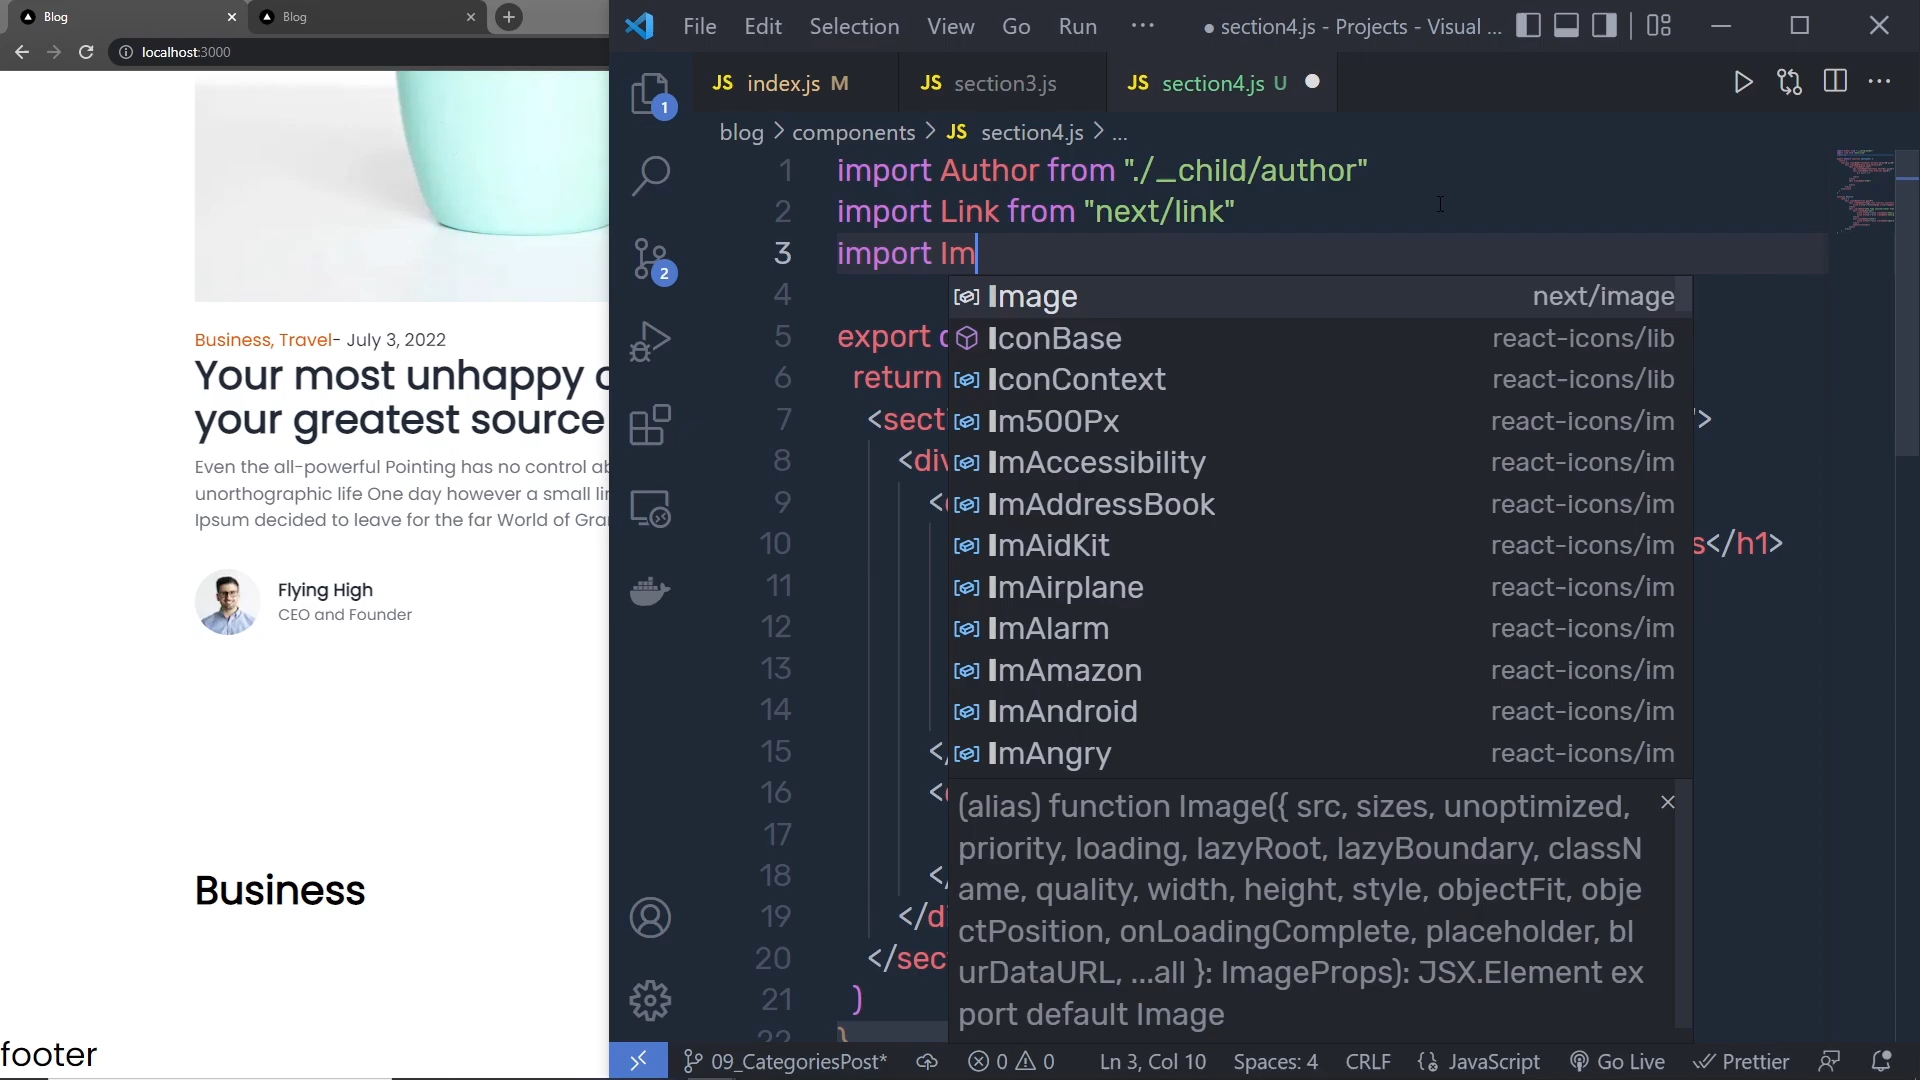 Blog
Blog
localhost:3000
Business, Travel- July 3, 2022
Your most unhappy
your greatest source
Even the all-powerful Pointing has no control
unorthographic life One day however a small
Ipsum decided to leave for the far World of
Flying High
CEO and Founder
Business
footer
File Edit Selection View Go Run ···
● section4.js - Projects - Visual ...
JS index.js M
JS section3.js
JS section4.js U
blog > components > JS section4.js > ...
1
2
1 import Author from "./_child/author"
2 import Link from "next/link"
3 import Im
4
5 export
6 return
7 <secti />
8 <div
9 <
10 s</h1>
11
12
13
14
15 </
16 <
17
18 </
19 </di
20 </sec
21 )
22 }
Image next/image
IconBase react-icons/lib
IconContext react-icons/lib
Im500Px react-icons/im
ImAccessibility react-icons/im
ImAddressBook react-icons/im
ImAidKit react-icons/im
ImAirplane react-icons/im
ImAlarm react-icons/im
ImAmazon react-icons/im
ImAndroid react-icons/im
ImAngry react-icons/im
(alias) function Image({ src, sizes, unoptimized,
priority, loading, lazyRoot, lazyBoundary, classN
ame, quality, width, height, style, objectFit, obje
ctPosition, onLoadingComplete, placeholder, bl
urDataURL, ...all }: ImageProps): JSX.Element ex
port default Image
09_CategoriesPost* 0 0 Ln 3, Col 10 Spaces: 4 CRLF JavaScript Go Live Prettier